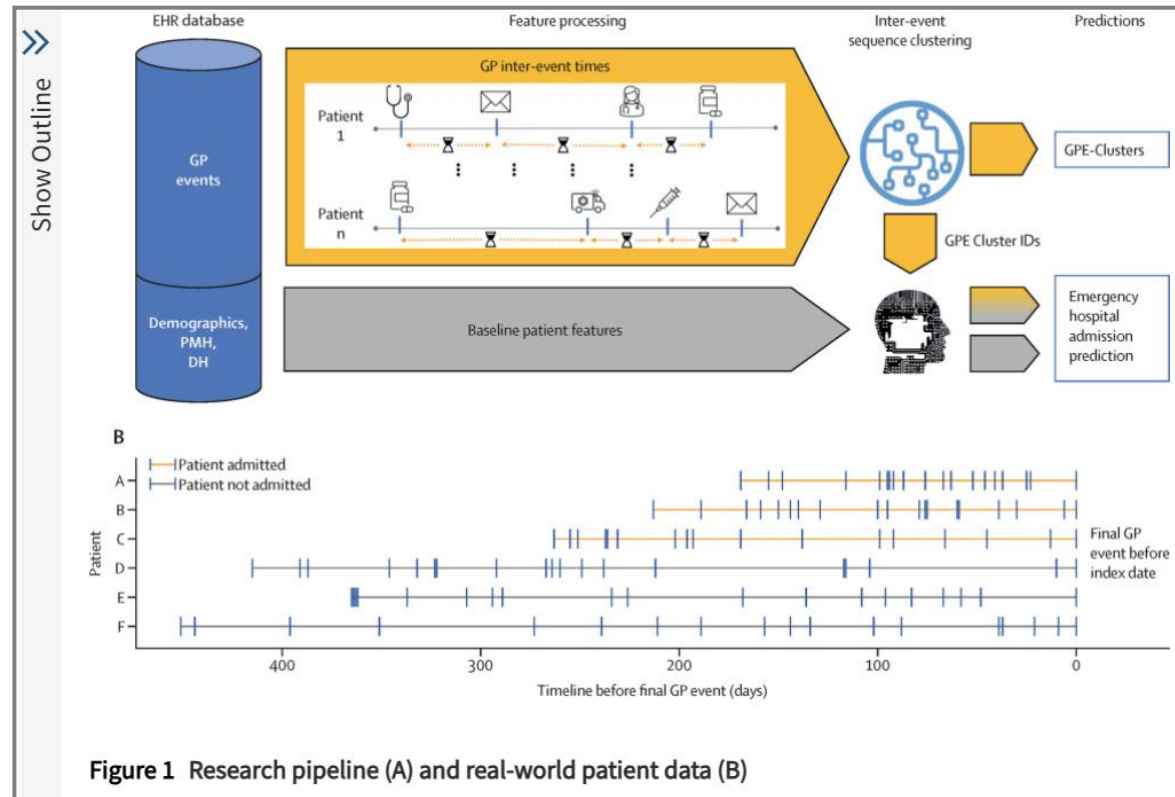 Show Outline
EHR database
Feature processing
Inter-event
sequence clustering
Predictions
GP
events
GP inter-event times
Patient
1
Patient
n
GPE-Clusters
GPE Cluster IDs
Demographics,
PMH,
DH
Baseline patient features
Emergency
hospital
admission
prediction
B
Patient admitted
Patient not admitted
Patient
A
B
C
D
E
F
Final GP
event before
index date
400
300
200
100
0
Timeline before final GP event (days)
Figure 1 Research pipeline (A) and real-world patient data (B)